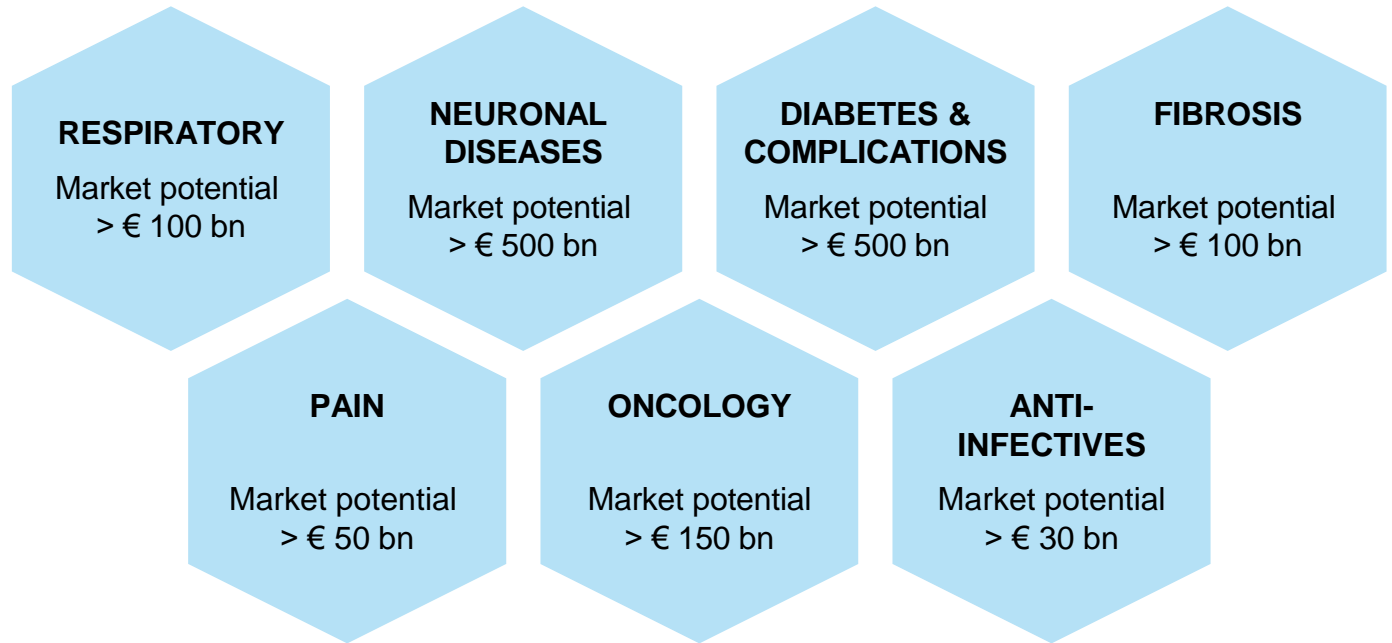 RESPIRATORY
Market potential
> € 100 bn
NEURONAL
DISEASES
Market potential
> € 500 bn
DIABETES &
COMPLICATIONS
Market potential
> € 500 bn
FIBROSIS
Market potential
> € 100 bn
PAIN
Market potential
> € 50 bn
ONCOLOGY
Market potential
> € 150 bn
ANTI-
INFECTIVES
Market potential
> € 30 bn